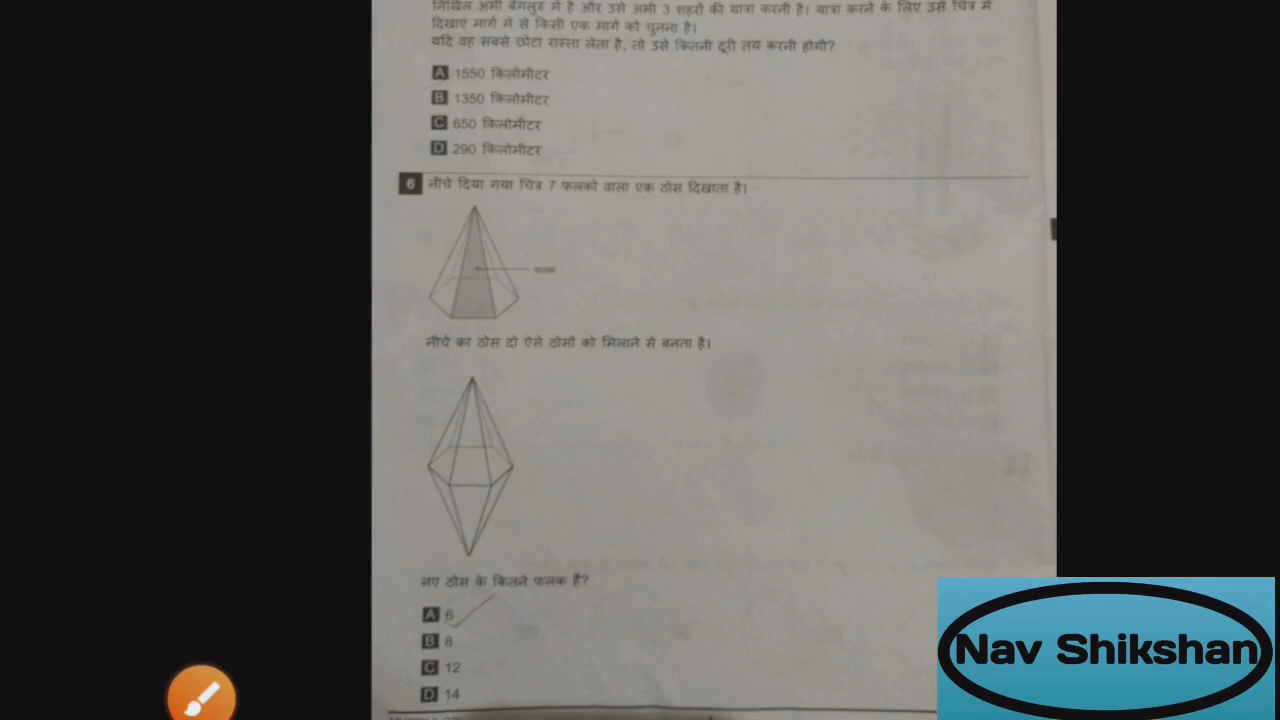 निखिल अभी बेंगलुरु में है और उसे अभी 3 शहरों की यात्रा करनी है। यात्रा करने के लिए उसे चित्र में
दिखाए मार्ग में से किसी एक मार्ग को चुनना है।
यदि वह सबसे छोटा रास्ता लेता है, तो उसे कितनी दूरी तय करनी होगी?
A 1550 किलोमीटर
B 1350 किलोमीटर
C 650 किलोमीटर
D 290 किलोमीटर
6 नीचे दिया गया चित्र 7 फलकों वाला एक ठोस दिखाता है।
फलक
नीचे का ठोस दो ऐसे ठोसों को मिलाने से बनता है।
नए ठोस के कितने फलक हैं?
A 6
B 8
C 12
D 14
Nav Shikshan